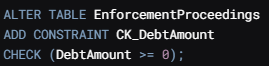 ALTER TABLE EnforcementProceedings
ADD CONSTRAINT CK_DebtAmount
CHECK (DebtAmount >= 0);